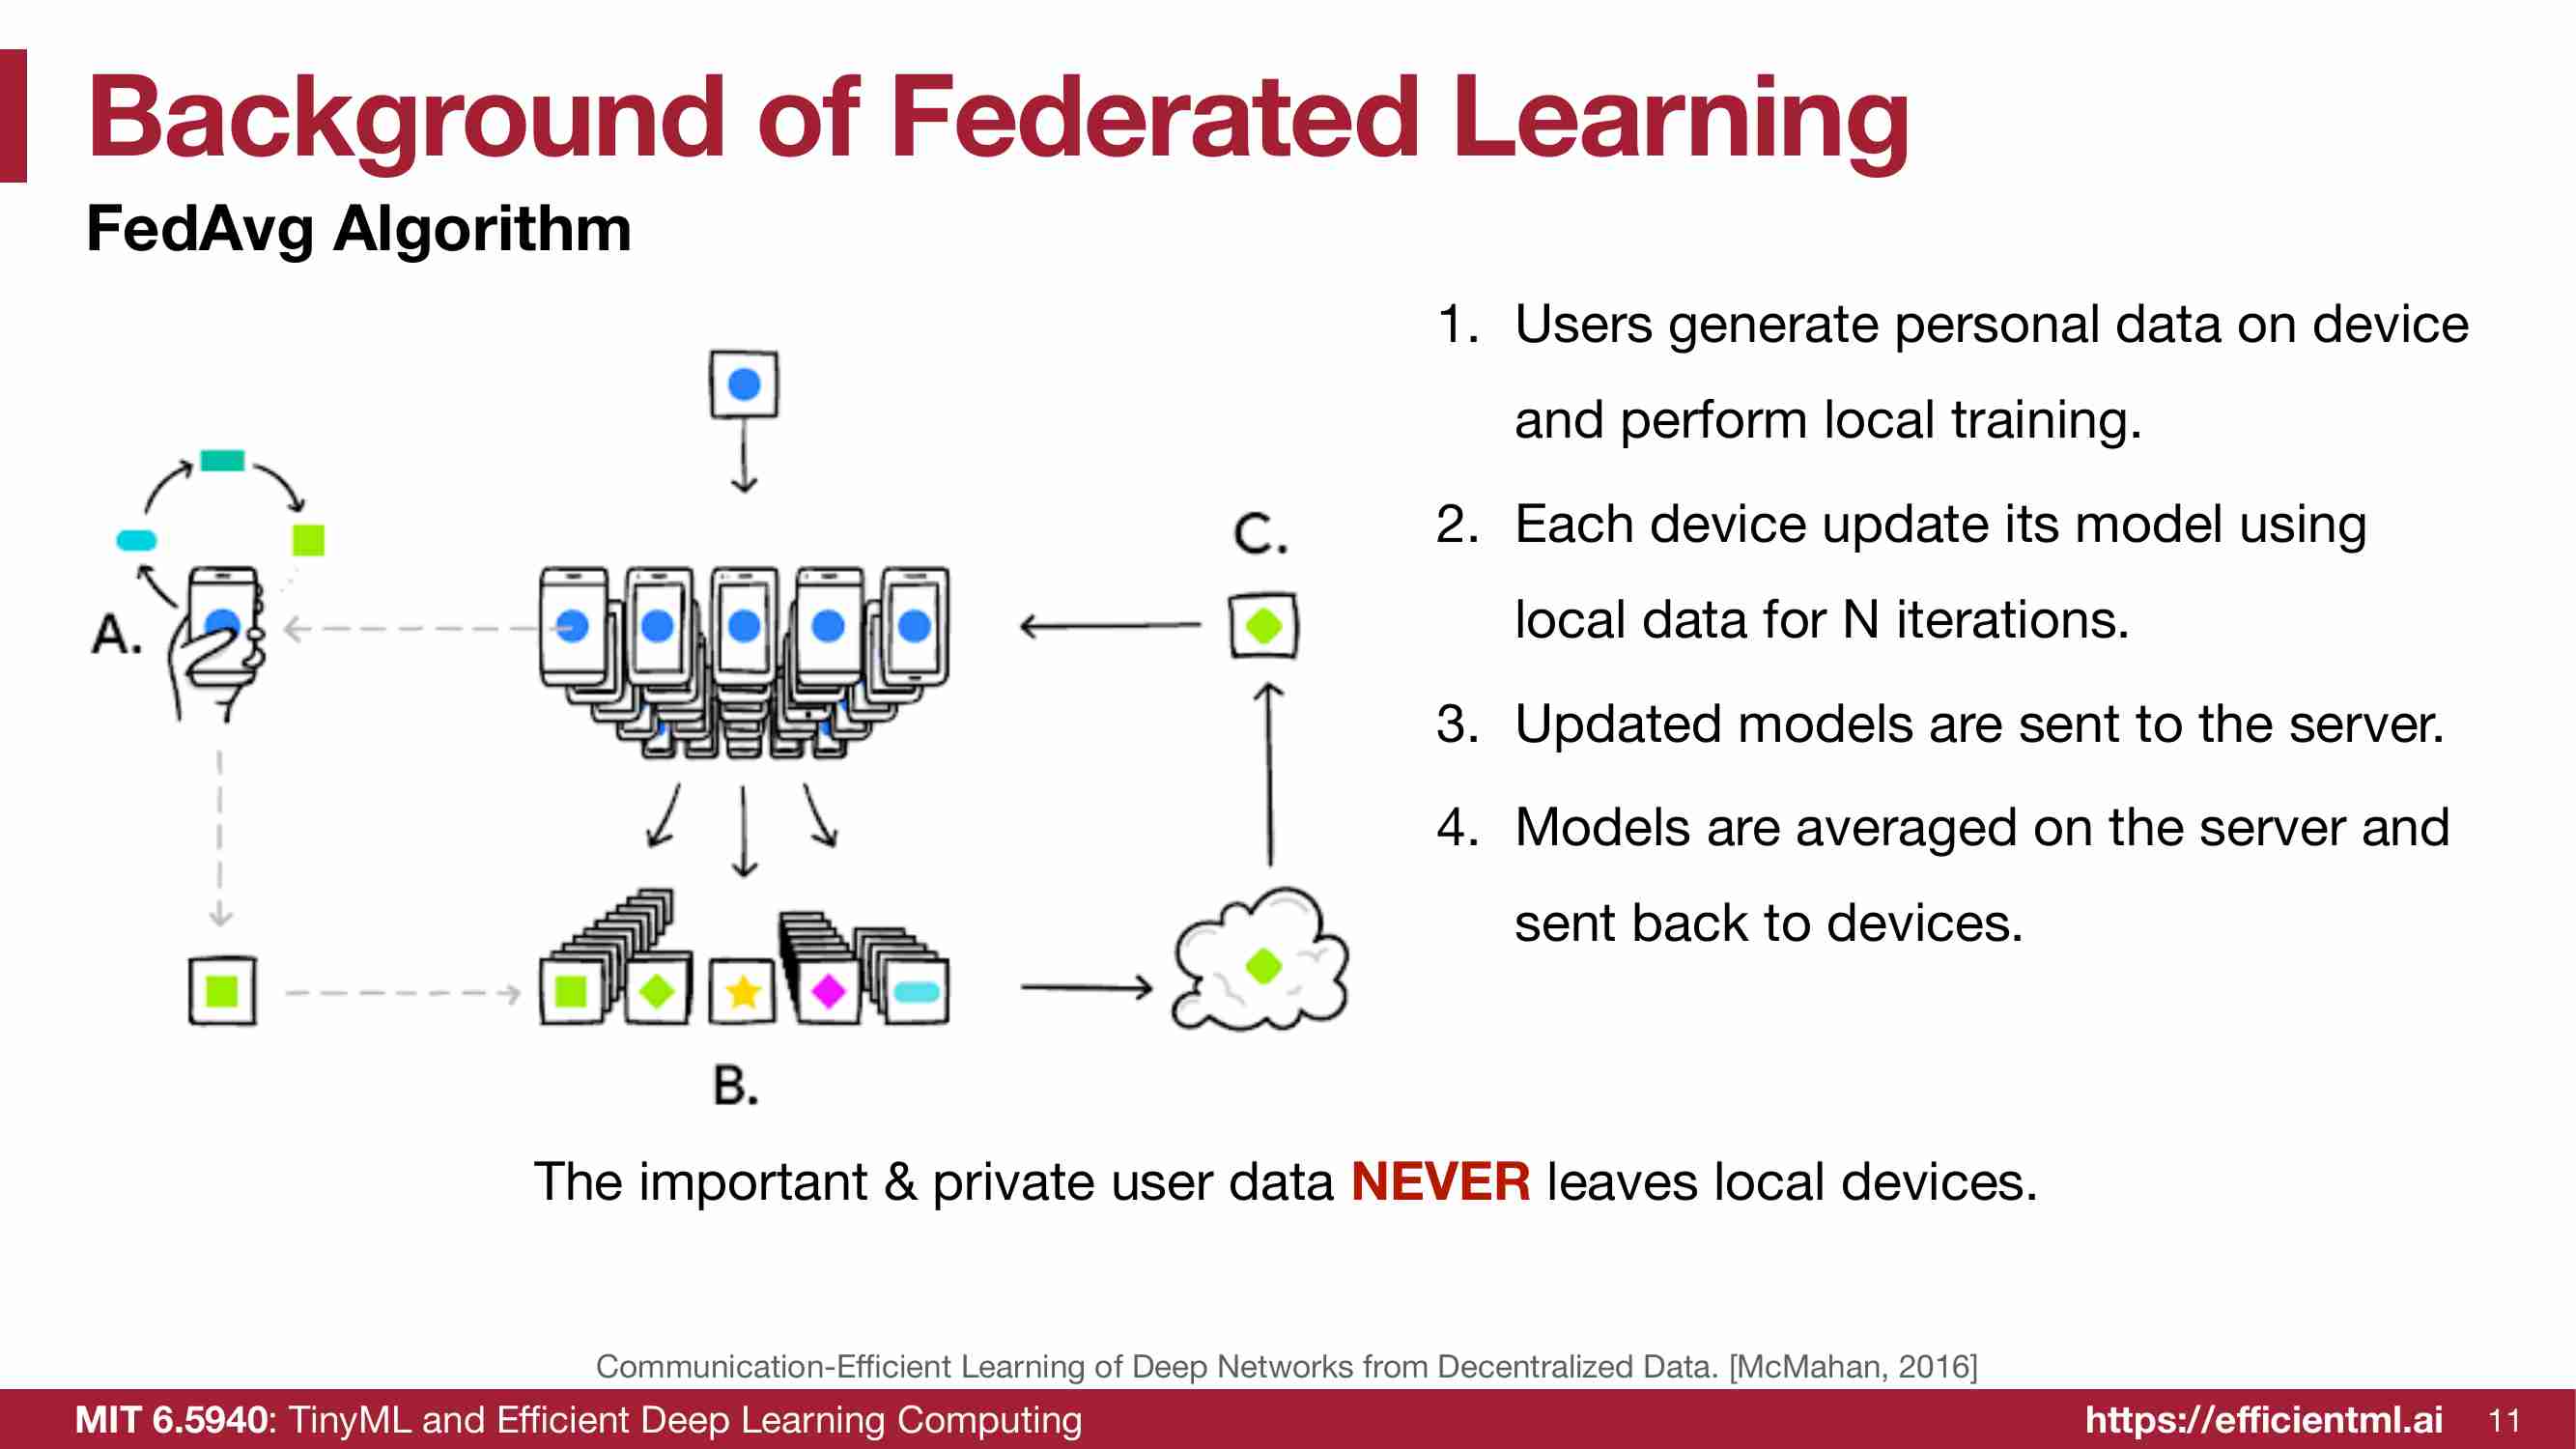 Background of Federated Learning
FedAvg Algorithm
A.
B.
C.
1. Users generate personal data on device
and perform local training.
2. Each device update its model using
local data for N iterations.
3. Updated models are sent to the server.
4. Models are averaged on the server and
sent back to devices.
The important & private user data NEVER leaves local devices.
Communication-Efficient Learning of Deep Networks from Decentralized Data. [McMahan, 2016]
MIT 6.5940: TinyML and Efficient Deep Learning Computing
https://efficientml.ai
11